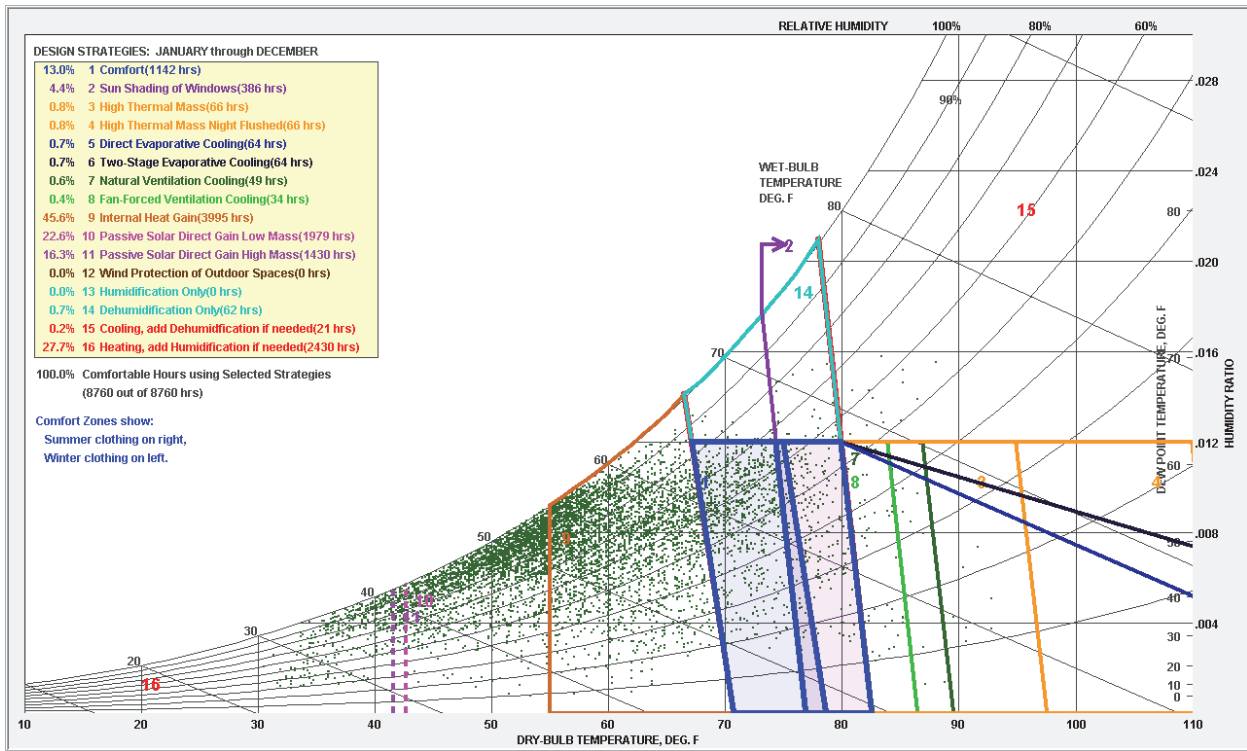 RELATIVE HUMIDITY 100% 80% 60%
DESIGN STRATEGIES: JANUARY through DECEMBER
13.0% 1 Comfort(1142 hrs)
4.4% 2 Sun Shading of Windows(386 hrs)
0.8% 3 High Thermal Mass(66 hrs)
0.8% 4 High Thermal Mass Night Flushed(66 hrs)
0.7% 5 Direct Evaporative Cooling(64 hrs)
0.7% 6 Two-Stage Evaporative Cooling(64 hrs)
0.6% 7 Natural Ventilation Cooling(49 hrs)
0.4% 8 Fan-Forced Ventilation Cooling(34 hrs)
45.6% 9 Internal Heat Gain(3995 hrs)
22.6% 10 Passive Solar Direct Gain Low Mass(1979 hrs)
16.3% 11 Passive Solar Direct Gain High Mass(1430 hrs)
0.0% 12 Wind Protection of Outdoor Spaces(0 hrs)
0.0% 13 Humidification Only(0 hrs)
0.7% 14 Dehumidification Only(62 hrs)
0.2% 15 Cooling, add Dehumidfication if needed(21 hrs)
27.7% 16 Heating, add Humidification if needed(2430 hrs)
100.0% Comfortable Hours using Selected Strategies
(8760 out of 8760 hrs)
Comfort Zones show:
Summer clothing on right,
Winter clothing on left.
90%
WET-BULB
TEMPERATURE
DEG. F
.028
.024
.020
.016
.012
.008
.004
HUMIDITY RATIO
DEW POINT TEMPERATURE, DEG. F
80
70
60
50
40
30
20
10
0
80
70
60
50
40
30
20
15
2
14
1
7
8
3
4
9
10
16
10 20 30 40 50 60 70 80 90 100 110
DRY-BULB TEMPERATURE, DEG. F